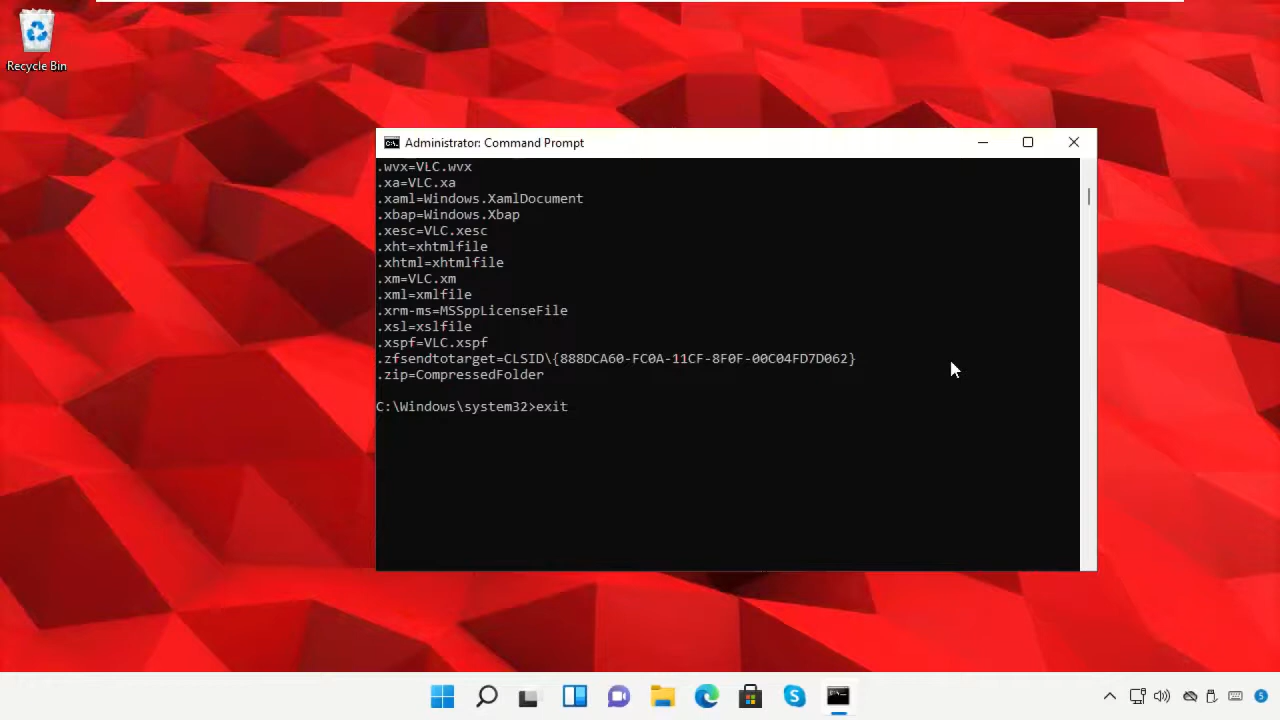 Recycle Bin
Administrator: Command Prompt
.wvx=VLC.wvx
.xa=VLC.xa
.xaml=Windows.XamlDocument
.xbap=Windows.Xbap
.xesc=VLC.xesc
.xht=xhtmlfile
.xhtml=xhtmlfile
.xm=VLC.xm
.xml=xmlfile
.xrm-ms=MSSppLicenseFile
.xsl=xslfile
.xspf=VLC.xspf
.zfsendtotarget=CLSID\{888DCA60-FC0A-11CF-8F0F-00C04FD7D062}
.zip=CompressedFolder
C:\Windows\system32>exit
5